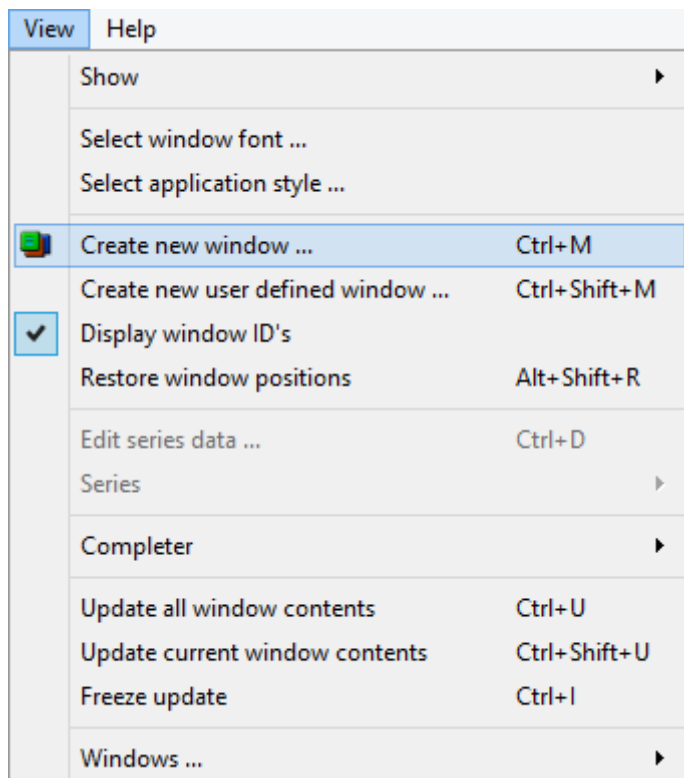 View Help
Show
Select window font ...
Select application style ...
Create new window ... Ctrl+M
Create new user defined window ... Ctrl+Shift+M
Display window ID's
Restore window positions Alt+Shift+R
Edit series data ... Ctrl+D
Series
Completer
Update all window contents Ctrl+U
Update current window contents Ctrl+Shift+U
Freeze update Ctrl+I
Windows ...